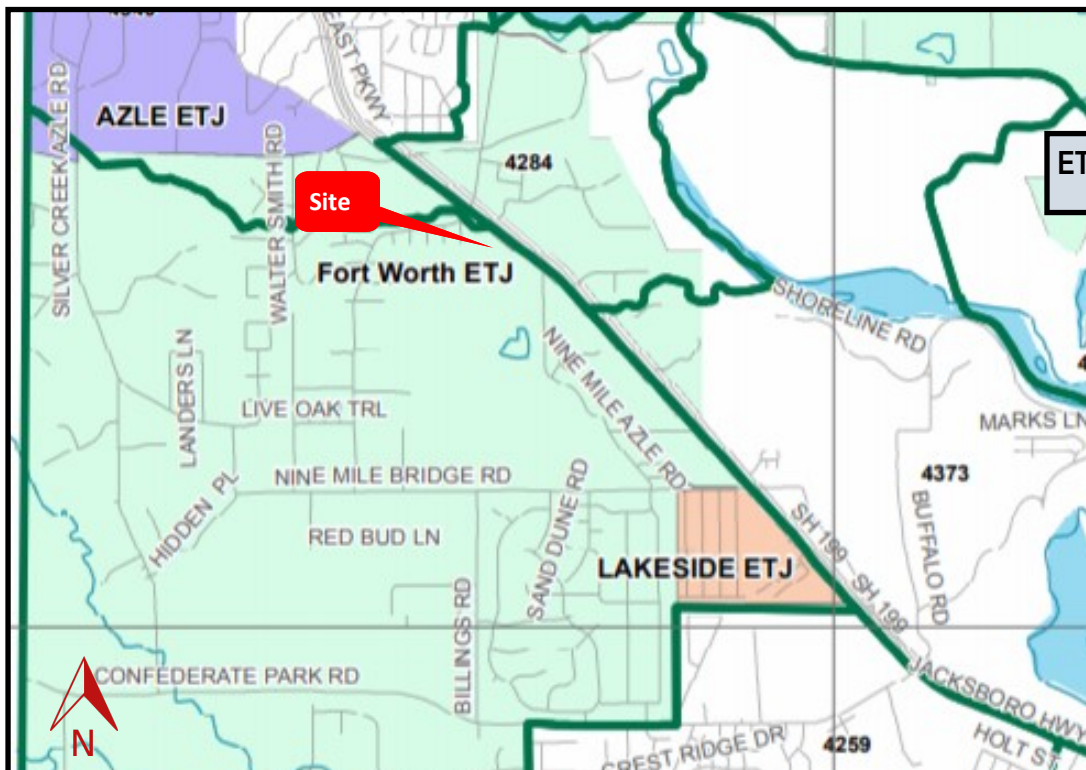 EAST PKWY
AZLE ETJ
SILVER CREEK/AZLE RD
WALTER SMITH RD
4284
Site
Fort Worth ETJ
SHORELINE RD
NINE MILE AZLE RD
LANDERS LN
LIVE OAK TRL
MARKS LN
NINE MILE BRIDGE RD
4373
HIDDEN PL
SAND DUNE RD
BUFFALO RD
RED BUD LN
SH 199
LAKESIDE ETJ
SH 199
BILLINGS RD
CONFEDERATE PARK RD
JACKSBORO HWY
N
CREST RIDGE DR
4259
HOLT ST